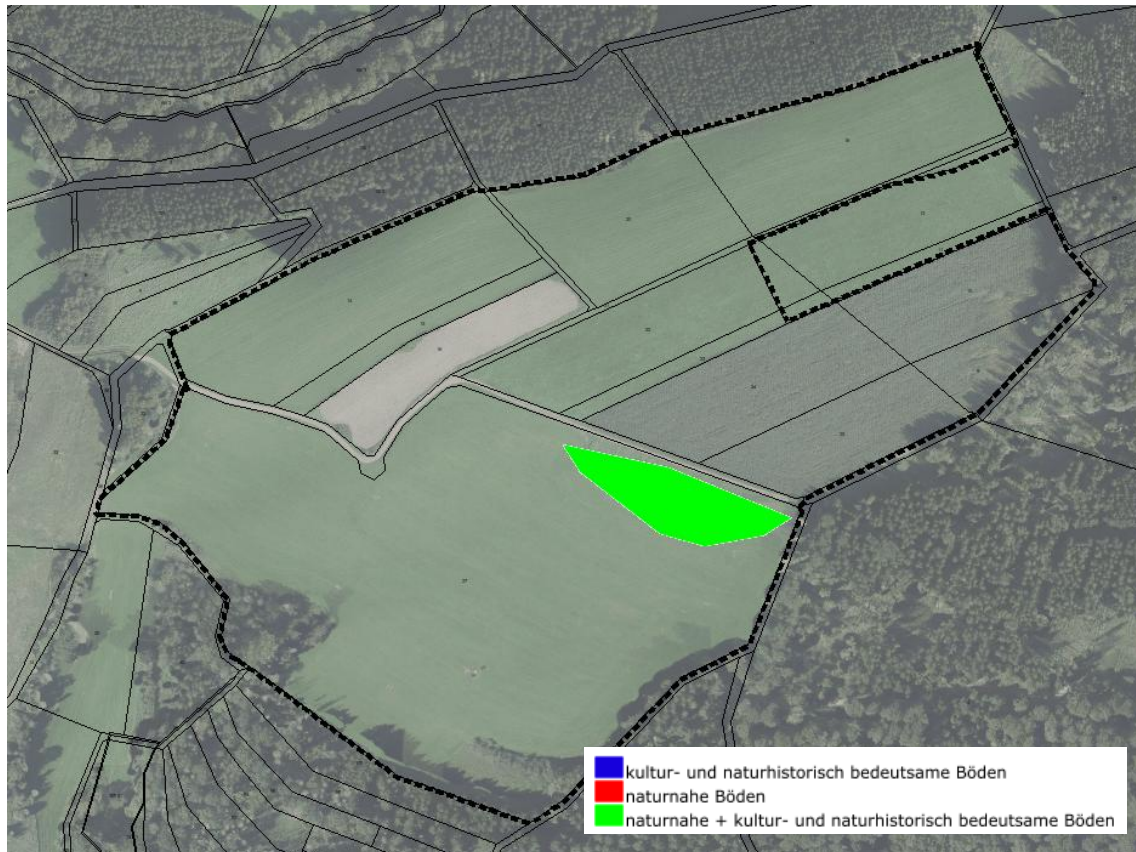 kultur- und naturhistorisch bedeutsame Böden
naturnahe Böden
naturnahe + kultur- und naturhistorisch bedeutsame Böden